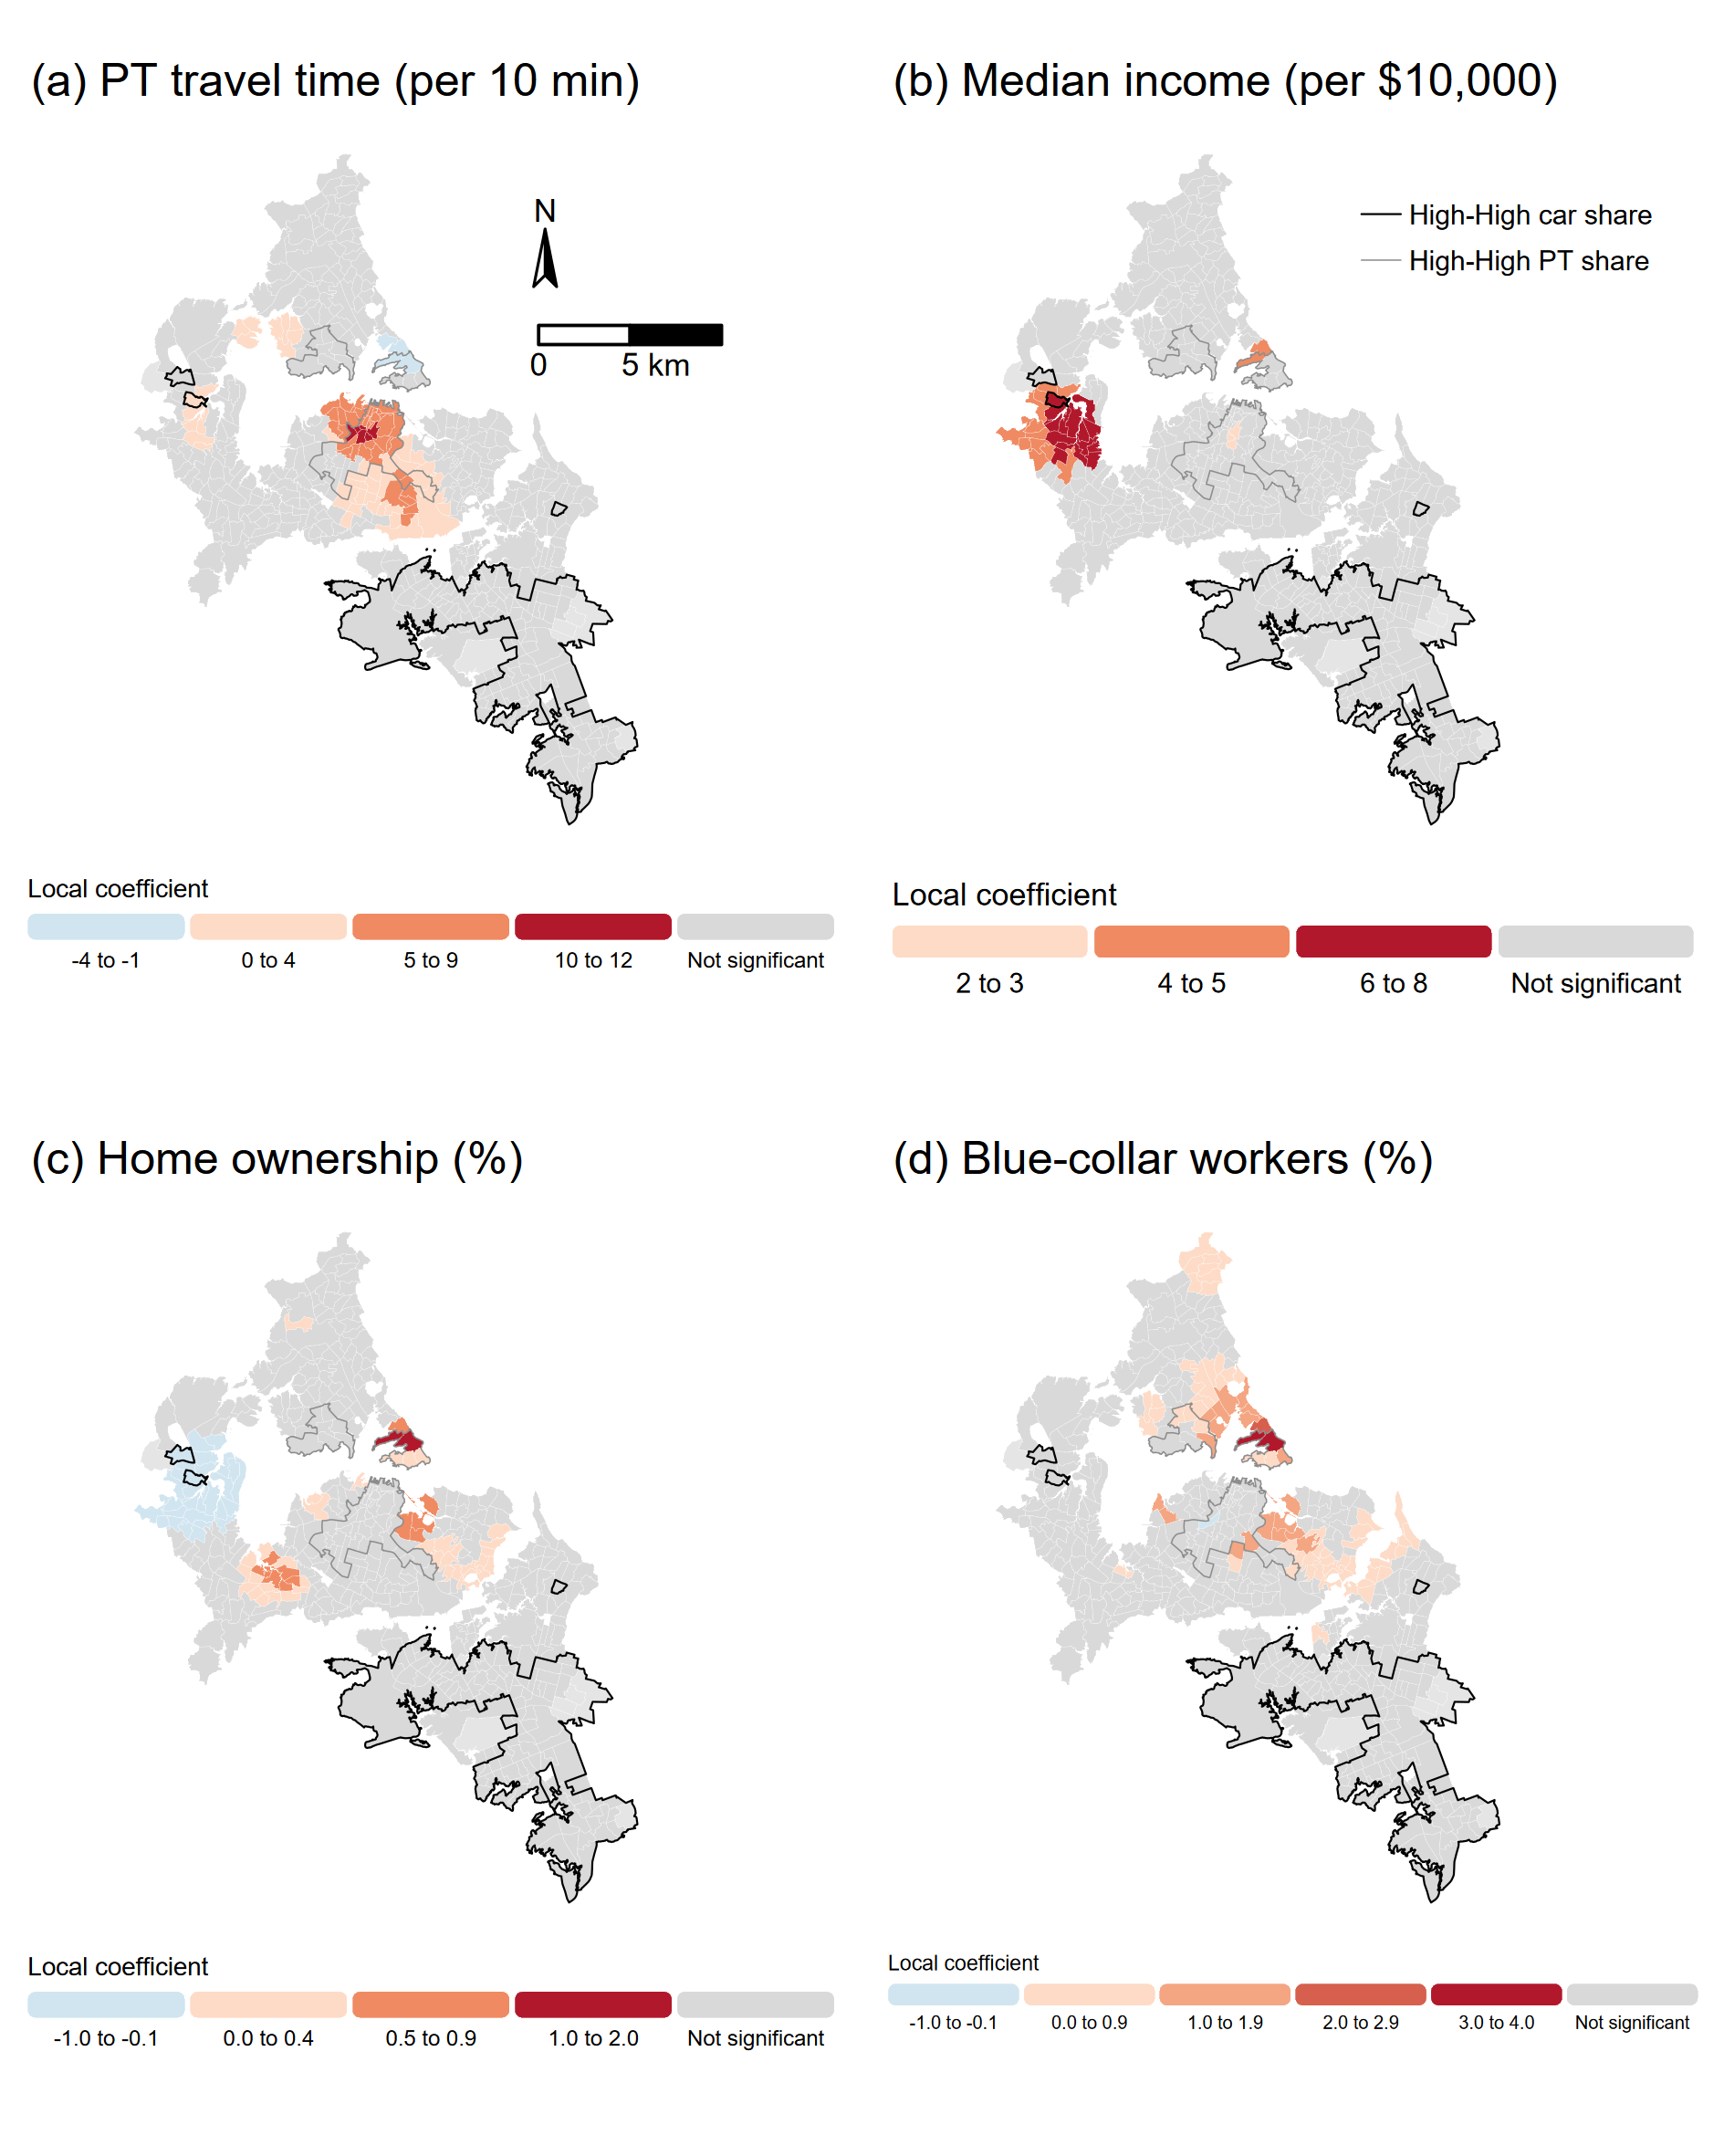 (a) PT travel time (per 10 min)
(b) Median income (per $10,000)
N
0 5 km
High-High car share
High-High PT share
Local coefficient
-4 to -1 0 to 4 5 to 9 10 to 12 Not significant
Local coefficient
2 to 3 4 to 5 6 to 8 Not significant
(c) Home ownership (%)
(d) Blue-collar workers (%)
Local coefficient
-1.0 to -0.1 0.0 to 0.4 0.5 to 0.9 1.0 to 2.0 Not significant
Local coefficient
-1.0 to -0.1 0.0 to 0.9 1.0 to 1.9 2.0 to 2.9 3.0 to 4.0 Not significant